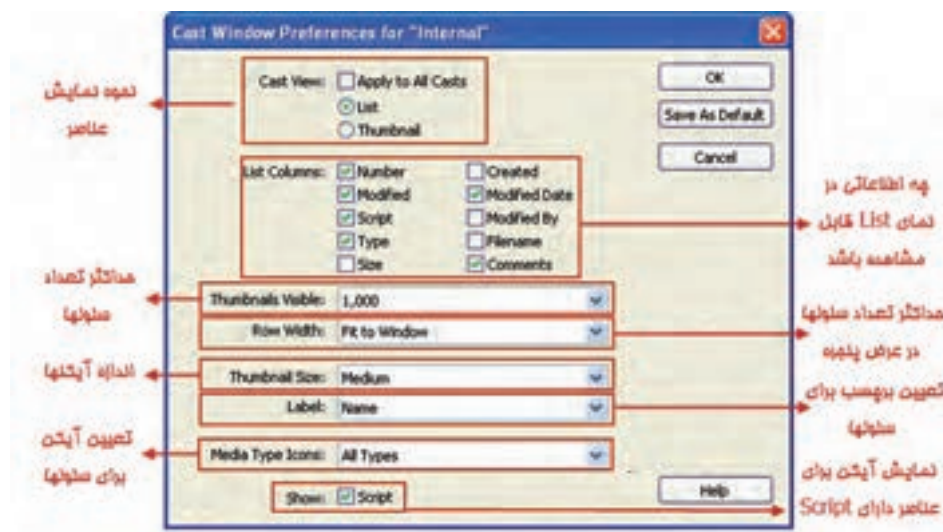 Cast Window Preferences for "Internal"
Cast View: Apply to All Casts
List
Thumbnail
OK
Save As Default
Cancel
List Columns: Number Created
Modified Modified Date
Script Modified By
Type Filename
Size Comments
Thumbnails Visible: 1,000
Row Width: Fit to Window
Thumbnail Size: Medium
Label: Name
Media Type Icons: All Types
Show: Script
Help
نحوه نمایش
عناصر
چه اطلاعاتی در
نمای List قابل
مشاهده باشد
حداکثر تعداد
سلولها
حداکثر تعداد سلولها
در عرض پنجره
اندازه آیکنها
تعیین برچسب برای
سلولها
تعیین آیکن
برای سلولها
نمایش آیکن برای
عناصر دارای Script